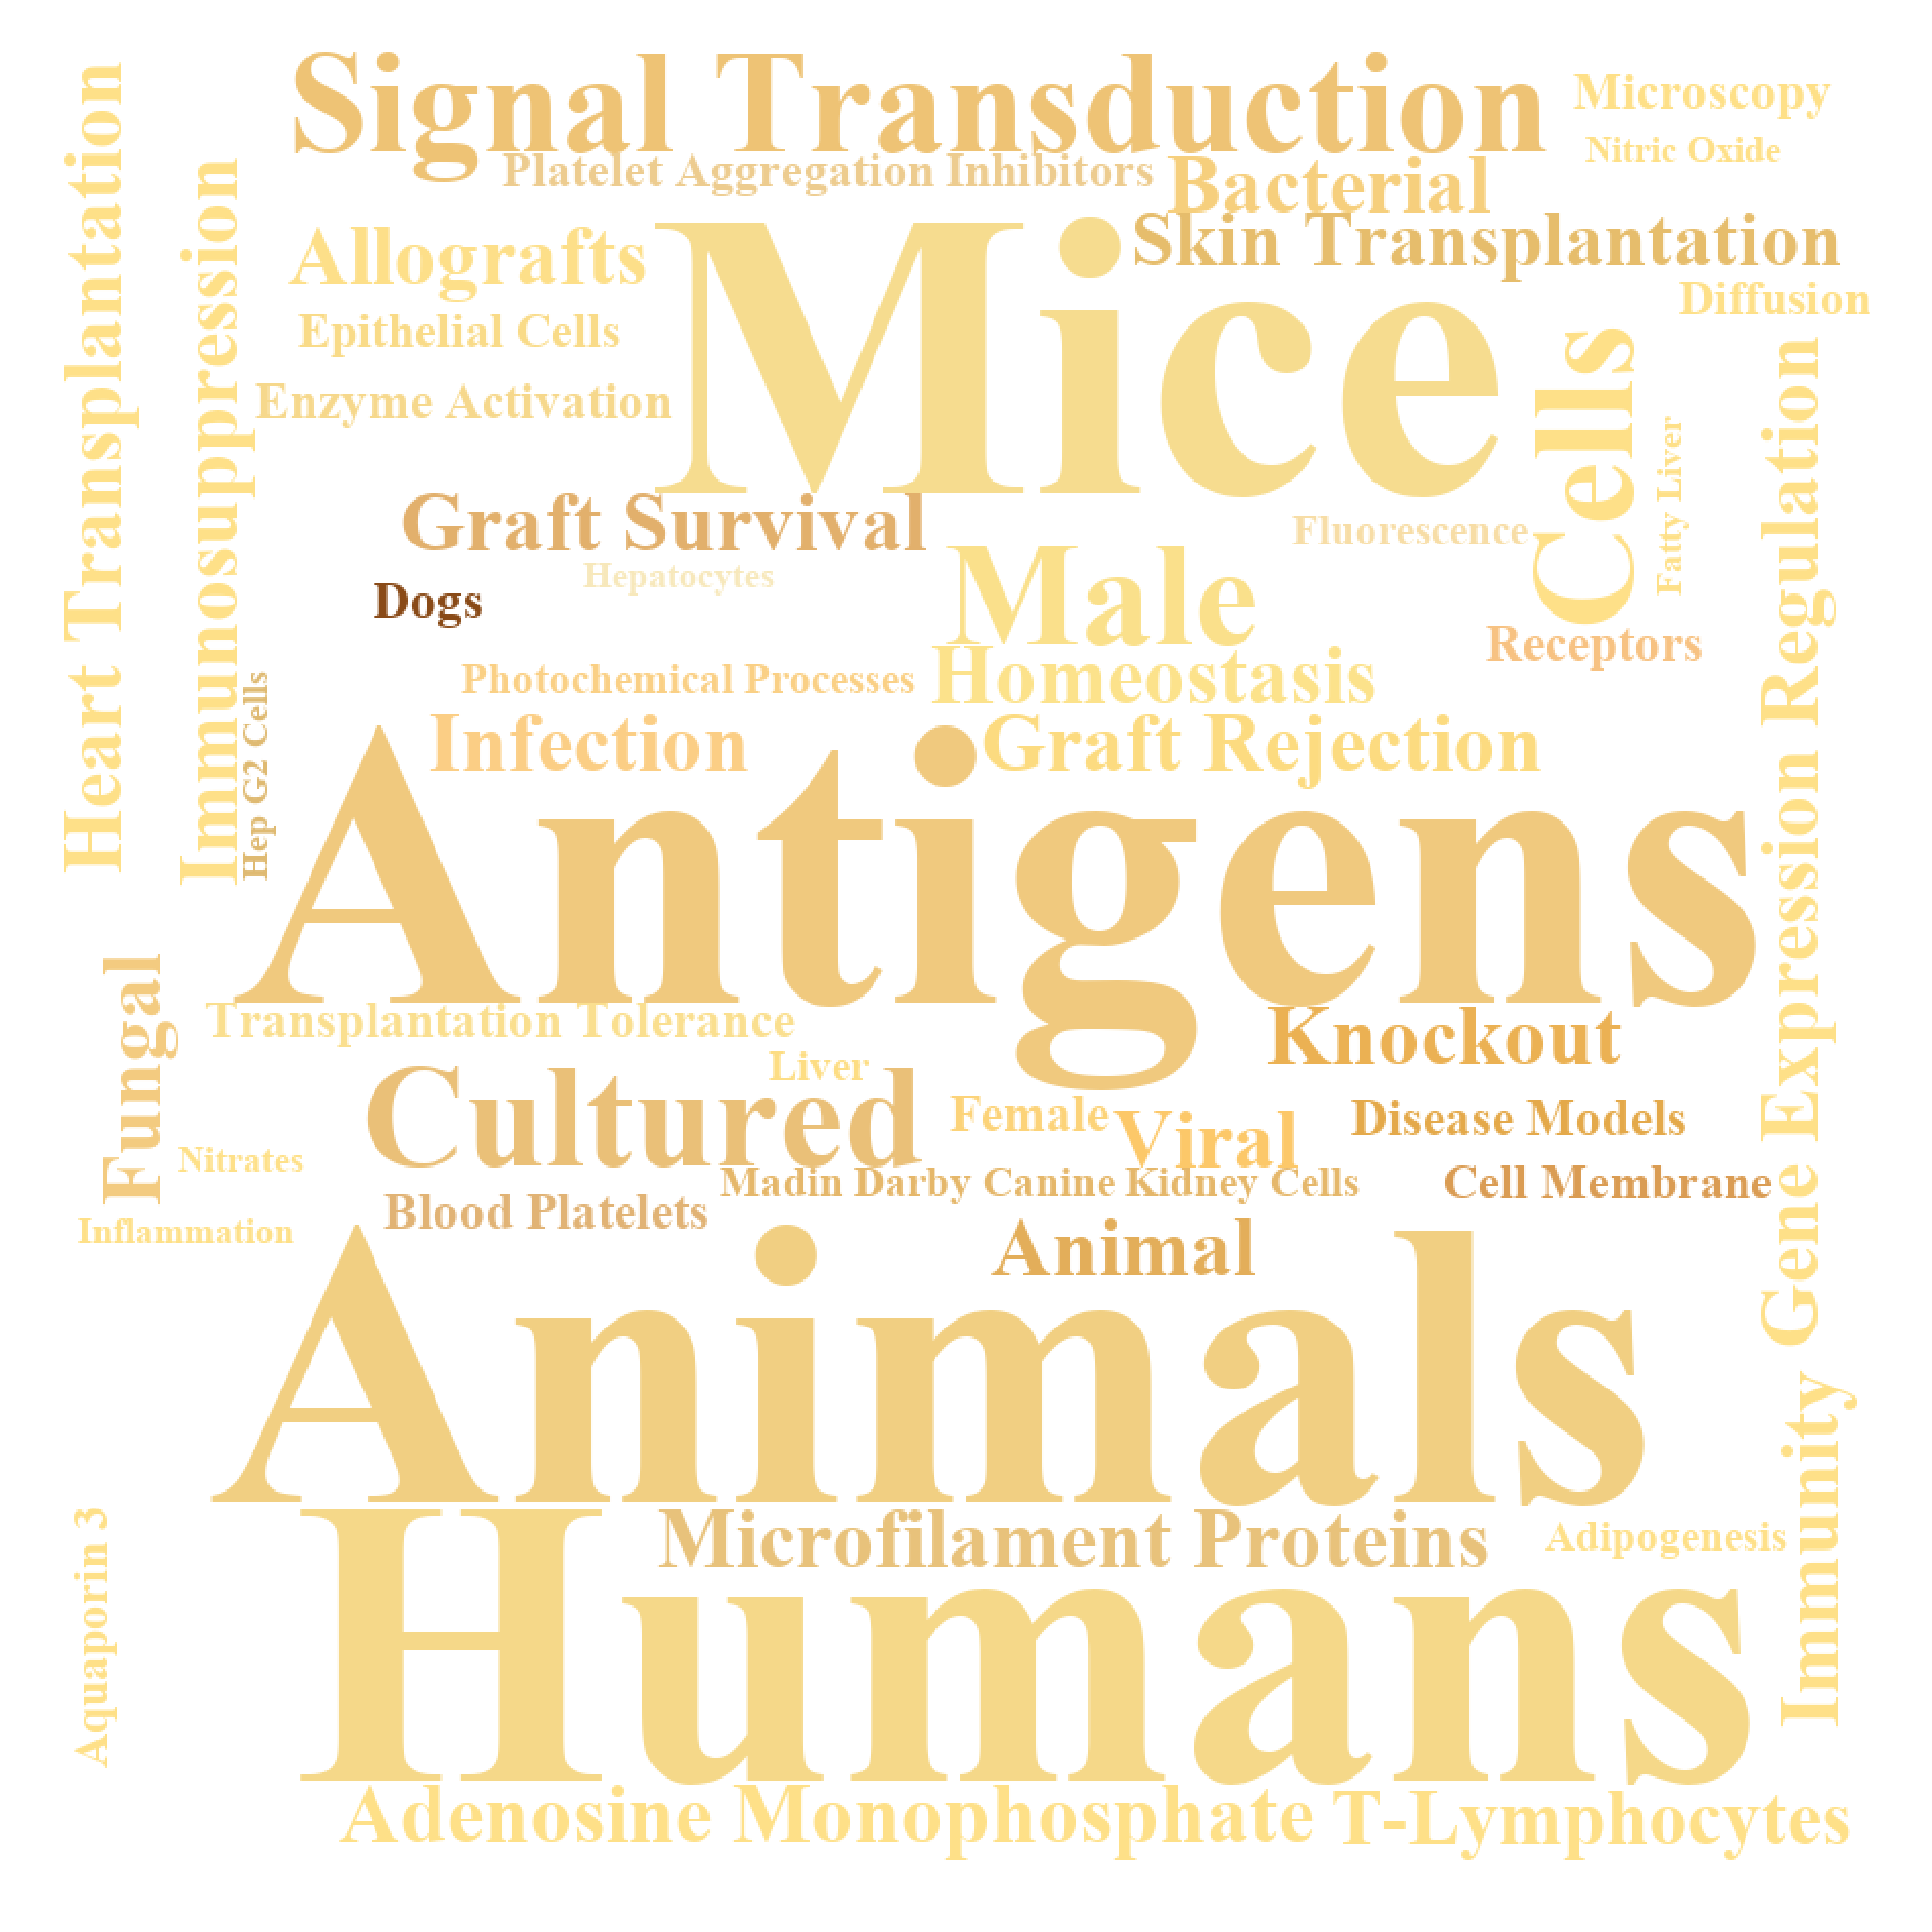 Signal Transduction
Microscopy
Nitric Oxide
Platelet Aggregation Inhibitors
Bacterial
Heart Transplantation
Immunosuppression
Allografts
Mice
Skin Transplantation
Diffusion
Epithelial Cells
Enzyme Activation
Cells
Fatty Liver
Gene Expression Regulation
Graft Survival
Fluorescence
Hepatocytes
Dogs
Male
Receptors
Photochemical Processes
Homeostasis
Hep G2 Cells
Infection
Graft Rejection
Antigens
Fungal
Transplantation Tolerance
Knockout
Liver
Cultured
Female
Viral
Disease Models
Nitrates
Madin Darby Canine Kidney Cells
Cell Membrane
Blood Platelets
Inflammation
Animal
Animals
Immunity
Microfilament Proteins
Adipogenesis
Aquaporin 3
Humans
Adenosine Monophosphate
T-Lymphocytes